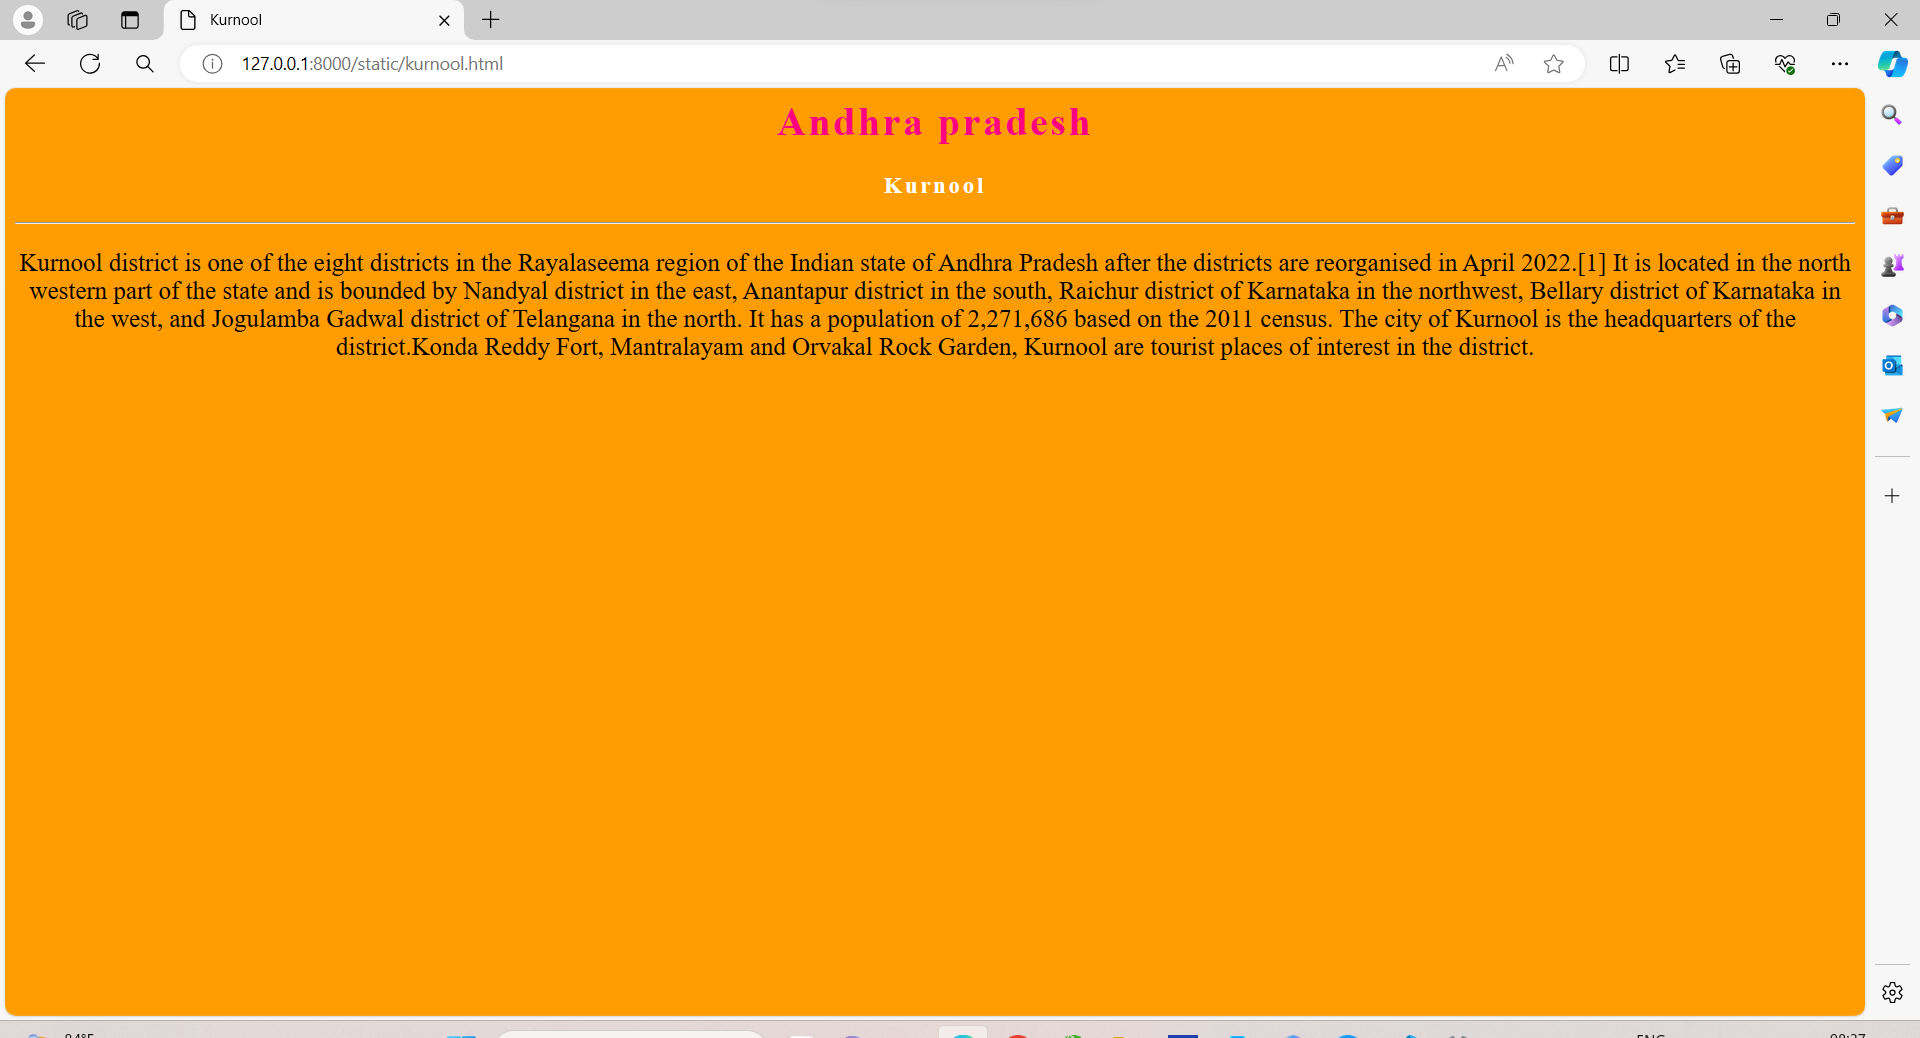 Kurnool
127.0.0.1:8000/static/kurnool.html
Andhra pradesh
Kurnool
Kurnool district is one of the eight districts in the Rayalaseema region of the Indian state of Andhra Pradesh after the districts are reorganised in April 2022.[1] It is located in the north
western part of the state and is bounded by Nandyal district in the east, Anantapur district in the south, Raichur district of Karnataka in the northwest, Bellary district of Karnataka in
the west, and Jogulamba Gadwal district of Telangana in the north. It has a population of 2,271,686 based on the 2011 census. The city of Kurnool is the headquarters of the
district.Konda Reddy Fort, Mantralayam and Orvakal Rock Garden, Kurnool are tourist places of interest in the district.